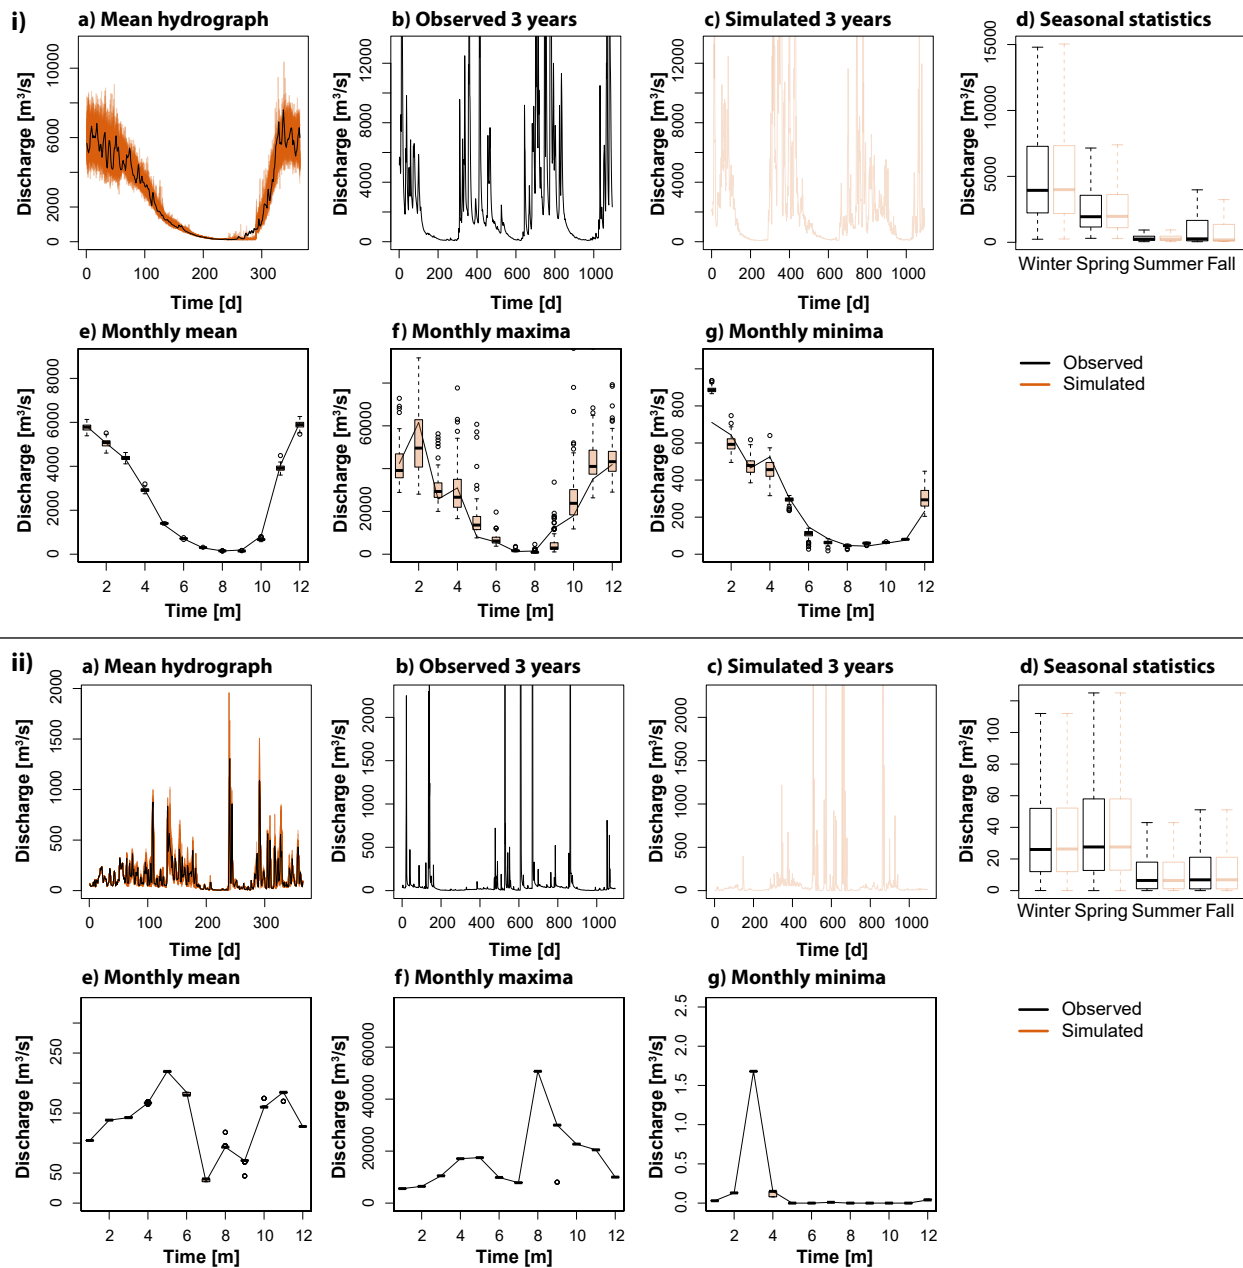 i)
a) Mean hydrograph
b) Observed 3 years
c) Simulated 3 years
d) Seasonal statistics
Discharge [m³/s]
0 2000 4000 6000 8000 10000
0 100 200 300
Time [d]
Discharge [m³/s]
0 4000 8000 12000
0 200 400 600 800 1000
Time [d]
Discharge [m³/s]
0 4000 8000 12000
0 200 400 600 800 1000
Time [d]
Discharge [m³/s]
0 5000 10000 15000
Winter Spring Summer Fall
e) Monthly mean
f) Monthly maxima
g) Monthly minima
Discharge [m³/s]
0 2000 4000 6000 8000
2 4 6 8 10 12
Time [m]
Discharge [m³/s]
0 20000 60000
2 4 6 8 10 12
Time [m]
Discharge [m³/s]
0 200 400 600 800
2 4 6 8 10 12
Time [m]
Observed
Simulated
ii)
a) Mean hydrograph
b) Observed 3 years
c) Simulated 3 years
d) Seasonal statistics
Discharge [m³/s]
0 500 1000 1500 2000
0 100 200 300
Time [d]
Discharge [m³/s]
0 500 1000 1500 2000
0 200 400 600 800 1000
Time [d]
Discharge [m³/s]
0 500 1000 1500 2000
0 200 400 600 800 1000
Time [d]
Discharge [m³/s]
0 20 40 60 80 120
Winter Spring Summer Fall
e) Monthly mean
f) Monthly maxima
g) Monthly minima
Discharge [m³/s]
0 50 150 250
2 4 6 8 10 12
Time [m]
Discharge [m³/s]
0 20000 40000 60000
2 4 6 8 10 12
Time [m]
Discharge [m³/s]
0.0 0.5 1.0 1.5 2.0 2.5
2 4 6 8 10 12
Time [m]
Observed
Simulated